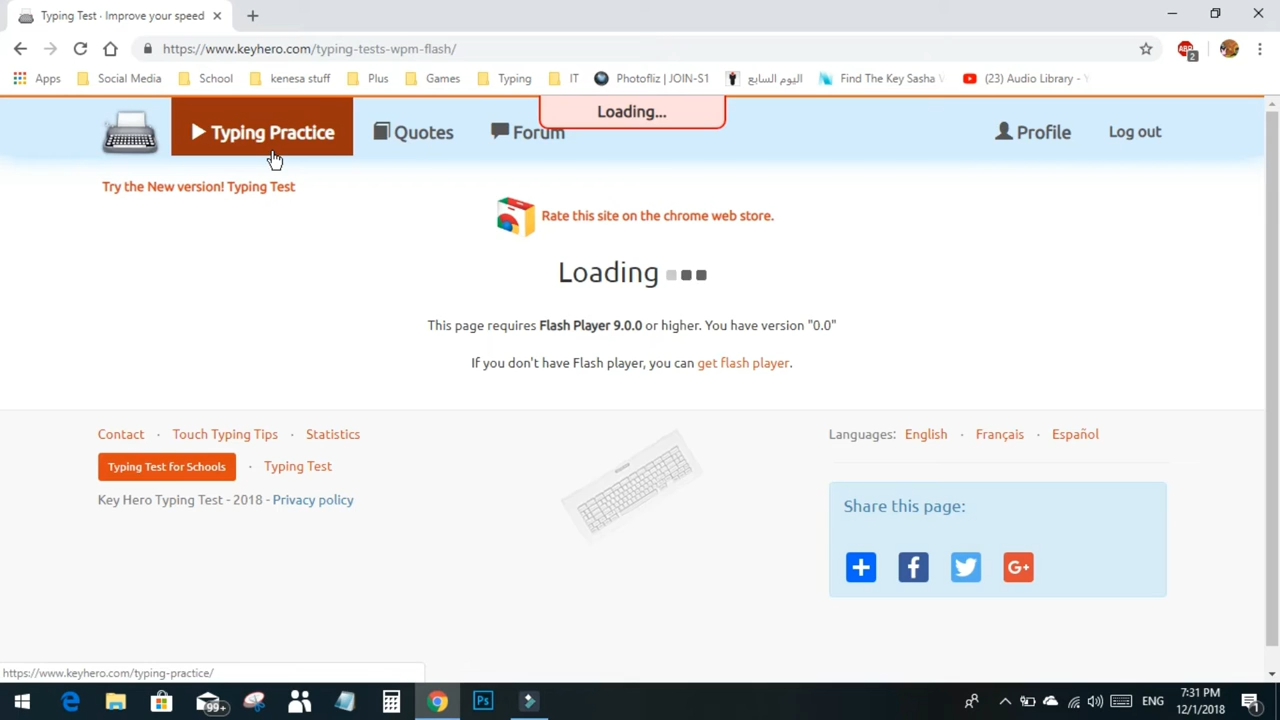 Typing Test · Improve your speed
https://www.keyhero.com/typing-tests-wpm-flash/
ABP 2
Apps Social Media School kenesa stuff Plus Games Typing IT Photofliz | JOIN-S1 اليوم السابع Find The Key Sasha (23) Audio Library -
Loading...
Typing Practice Quotes Forum Profile Log out
Try the New version! Typing Test
Rate this site on the chrome web store.
Loading
This page requires Flash Player 9.0.0 or higher. You have version "0.0"
If you don't have Flash player, you can get flash player.
Contact · Touch Typing Tips · Statistics
Languages: English · Français · Español
Typing Test for Schools · Typing Test
Key Hero Typing Test - 2018 - Privacy policy
Share this page:
G+
https://www.keyhero.com/typing-practice/
99+
Ps
ENG
7:31 PM
12/1/2018
1